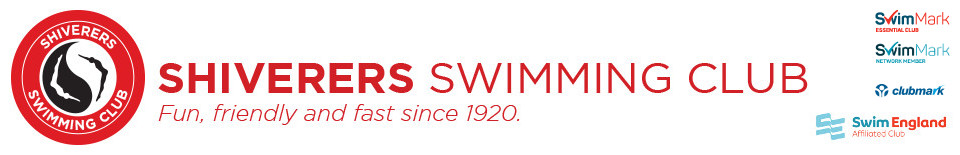 SHIVERERS
SWIMMING CLUB
SHIVERERS SWIMMING CLUB
Fun, friendly and fast since 1920.
SwimMark
ESSENTIAL CLUB
SwimMark
NETWORK MEMBER
clubmark
Swim England
Affiliated Club